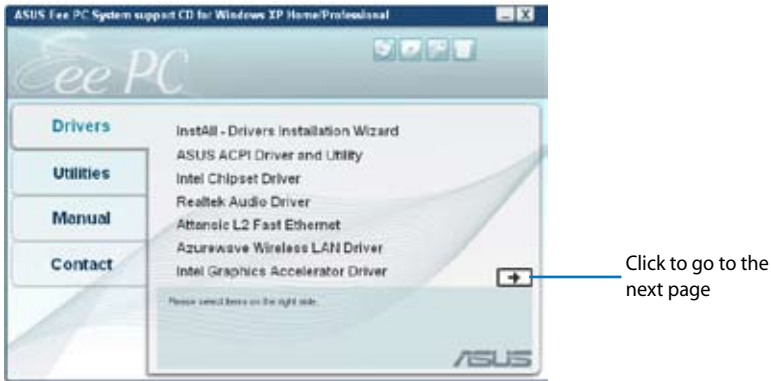 ASUS Eee PC System support CD for Windows XP Home/Professional
Eee PC
Drivers
Utilities
Manual
Contact
InstAll - Drivers Installation Wizard
ASUS ACPI Driver and Utility
Intel Chipset Driver
Realtek Audio Driver
Attansic L2 Fast Ethernet
Azurewave Wireless LAN Driver
Intel Graphics Accelerator Driver
Please select items on the right side.
ASUS
Click to go to the
next page